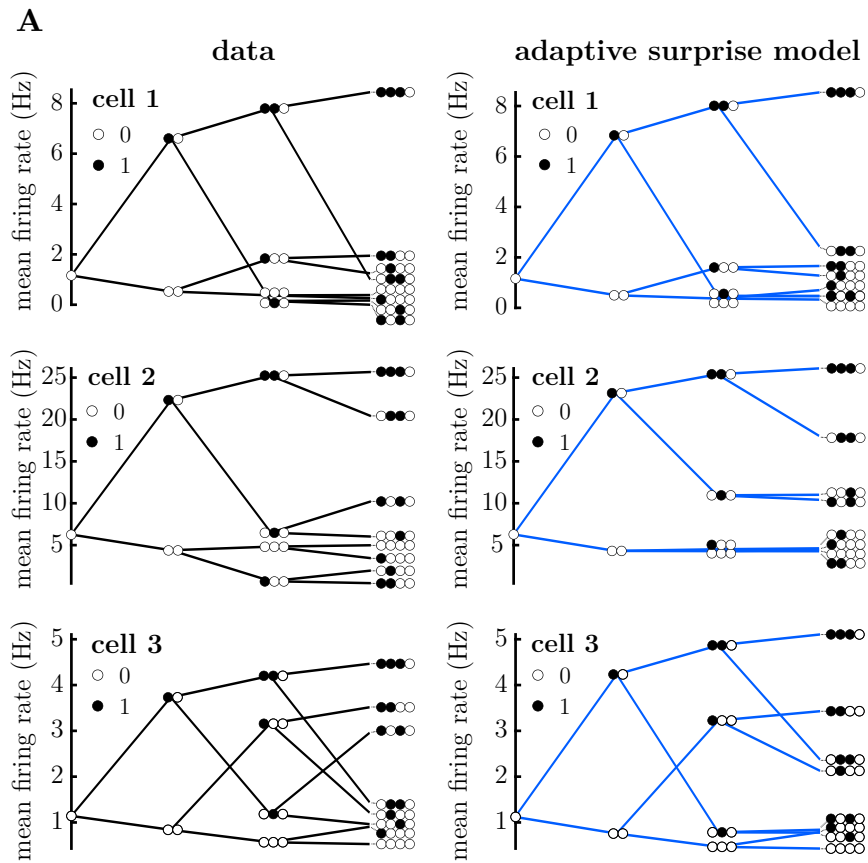 A
data
adaptive surprise model
mean firing rate (Hz)
8
6
4
2
0
cell 1
0
1
mean firing rate (Hz)
8
6
4
2
0
cell 1
0
1
mean firing rate (Hz)
25
20
15
10
5
cell 2
0
1
mean firing rate (Hz)
25
20
15
10
5
cell 2
0
1
mean firing rate (Hz)
5
4
3
2
1
cell 3
0
1
mean firing rate (Hz)
5
4
3
2
1
cell 3
0
1